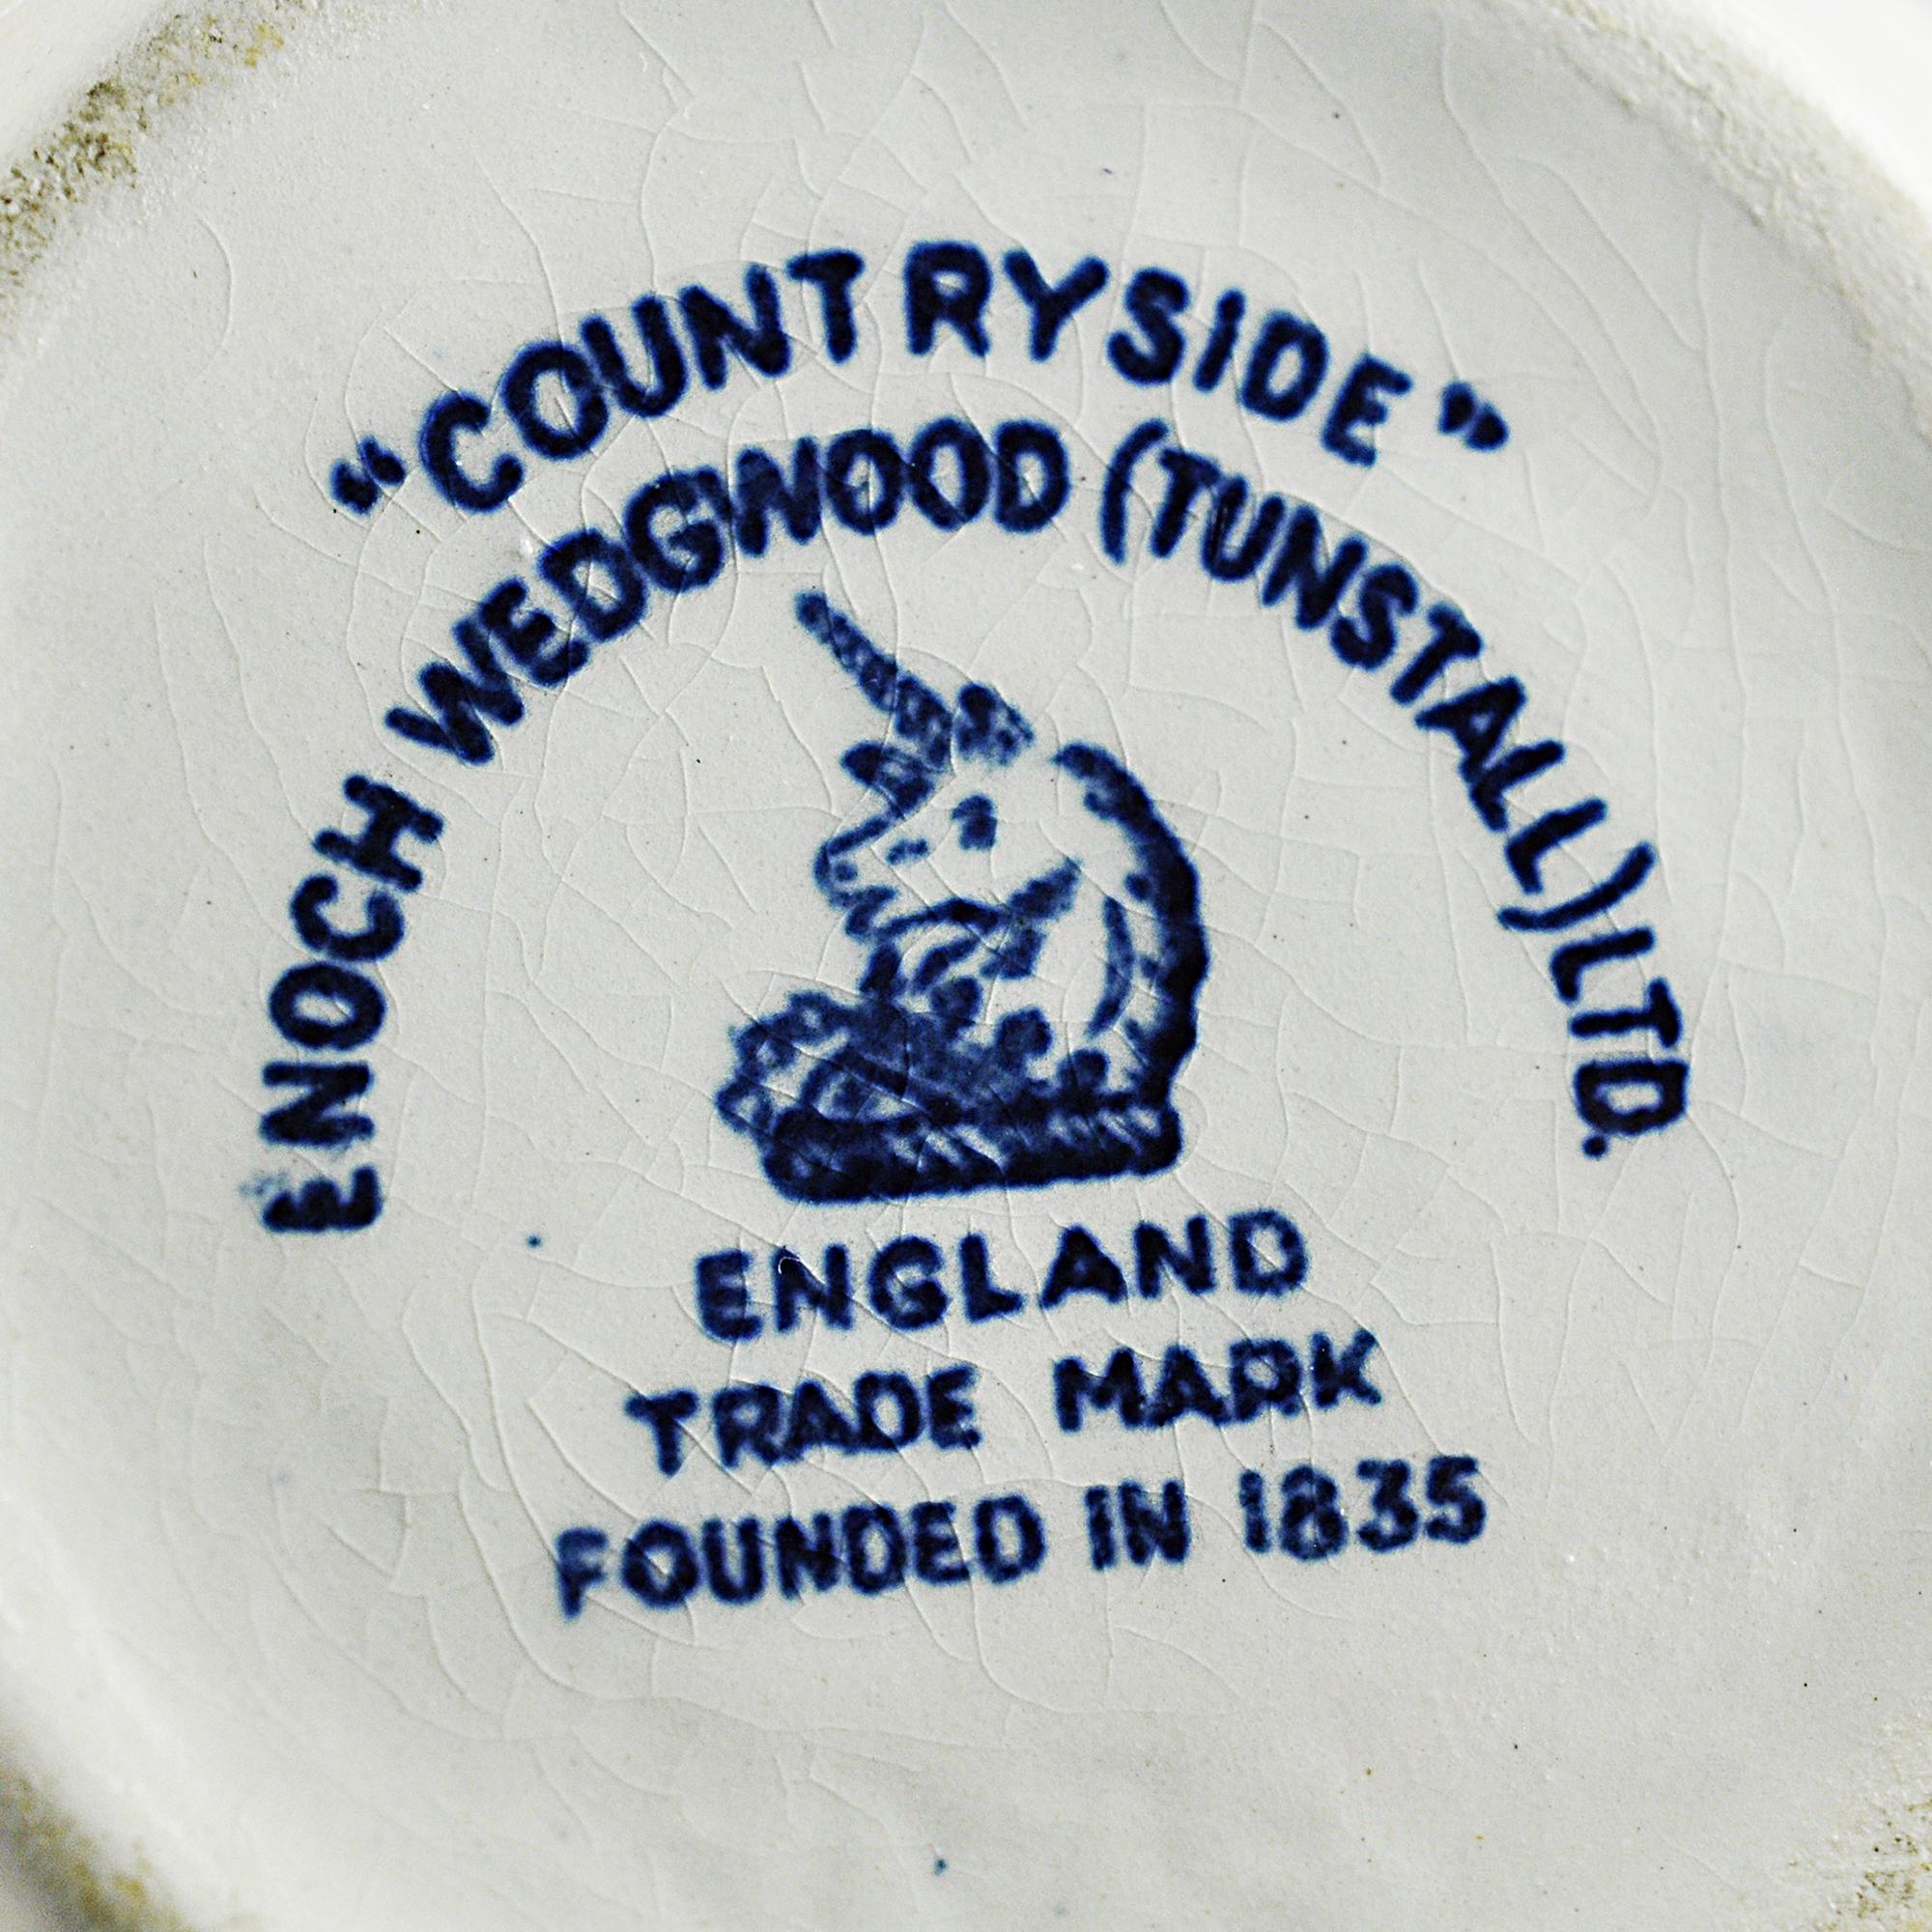 “COUNTRYSIDE”
ENOCH WEDGWOOD (TUNSTALL) LTD.
ENGLAND
TRADE MARK
FOUNDED IN 1835